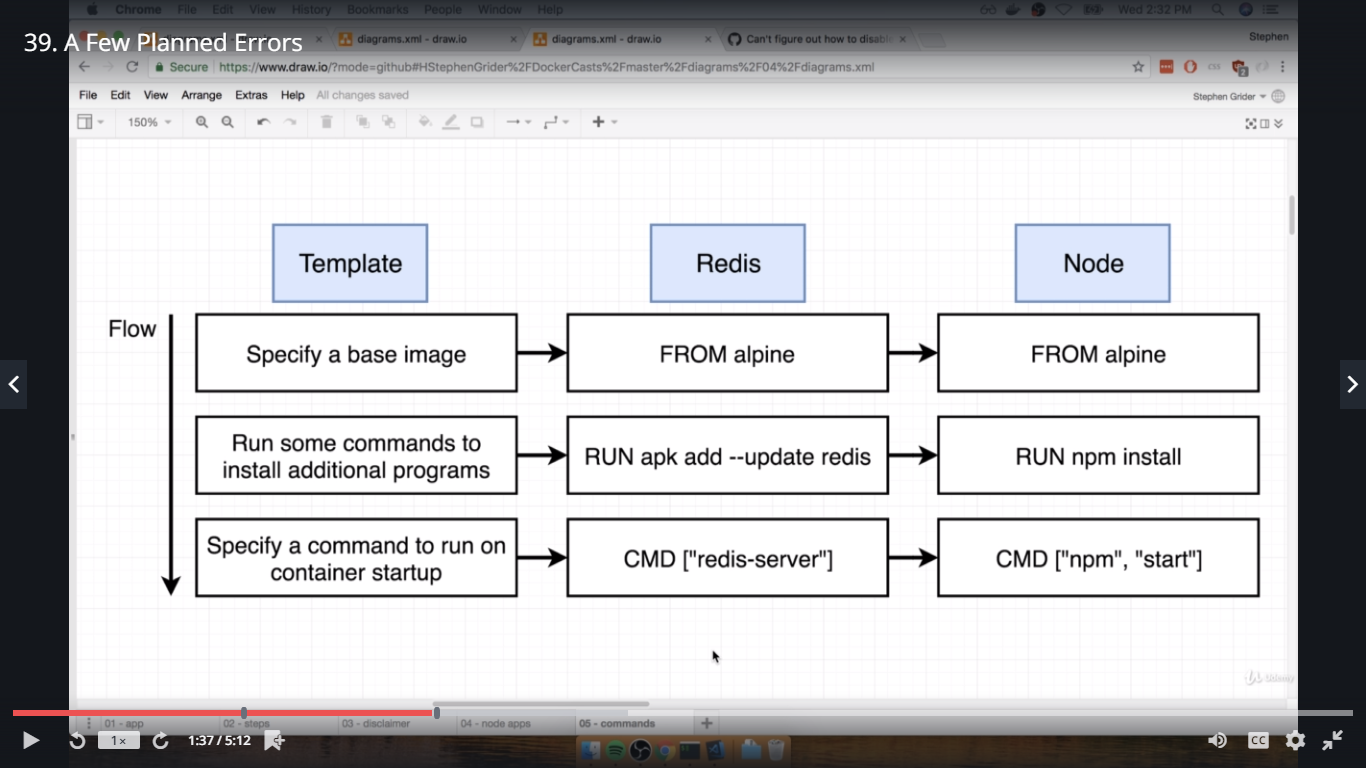 Chrome File Edit View History Bookmarks People Window Help Wed 2:32 PM
39. A Few Planned Errors
diagrams.xml - draw.io
diagrams.xml - draw.io
Can't figure out how to disable
Stephen
Secure https://www.draw.io/?mode=github#HStephenGrider%2FDockerCasts%2Fmaster%2Fdiagrams%2F04%2Fdiagrams.xml
File Edit View Arrange Extras Help All changes saved
Stephen Grider
150%
Template Redis Node
Flow
Specify a base image
FROM alpine
FROM alpine
Run some commands to
install additional programs
RUN apk add --update redis
RUN npm install
Specify a command to run on
container startup
CMD ["redis-server"]
CMD ["npm", "start"]
Udemy
01 - app 02 - steps 03 - disclaimer 04 - node apps 05 - commands
1x 1:37 / 5:12 CC